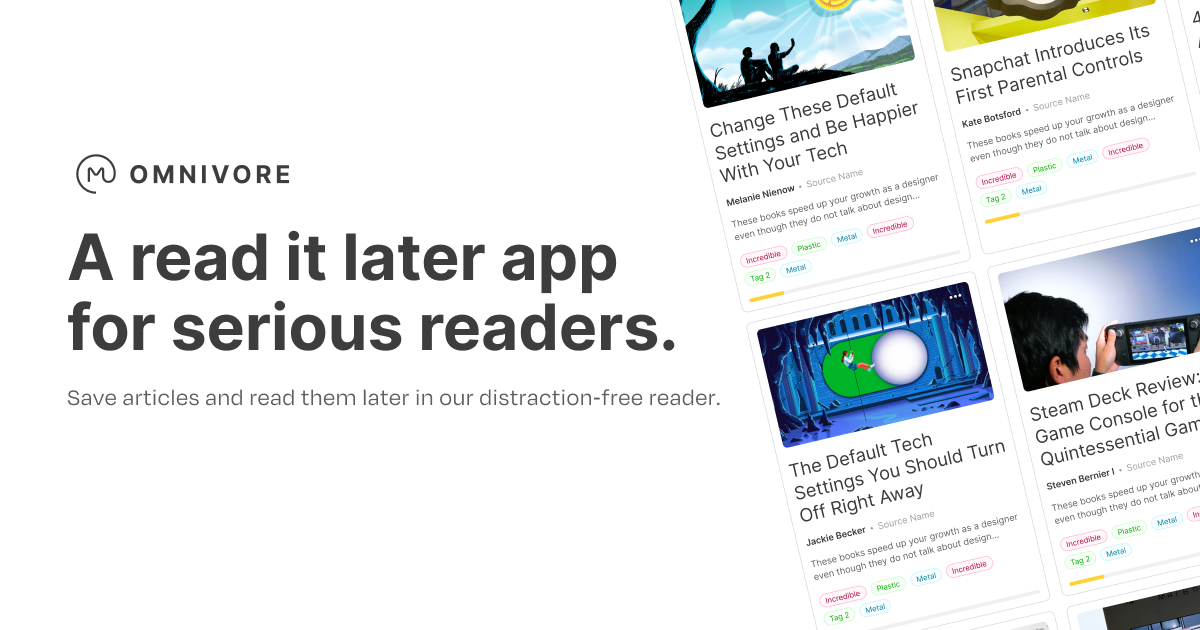 OMNIVORE
A read it later app
for serious readers.
Save articles and read them later in our distraction-free reader.
Change These Default
Settings and Be Happier
With Your Tech
Melanie Nienow • Source Name
These books speed up your growth as a designer
even though they do not talk about design...
Incredible Plastic Metal Incredible
Tag 2 Metal
Snapchat Introduces Its
First Parental Controls
Kate Botsford • Source Name
These books speed up your growth as a designer
even though they do not talk about design...
Incredible Plastic Metal Incredible
Tag 2 Metal
The Default Tech
Settings You Should Turn
Off Right Away
Jackie Becker • Source Name
These books speed up your growth as a designer
even though they do not talk about design...
Incredible Plastic Metal Incredible
Tag 2 Metal
Steam Deck Review:
Game Console for
Quintessential
Steven Bernier I • Source Name
These books speed up your growth
even though they do not talk
Incredible Plastic Metal
Tag 2 Metal